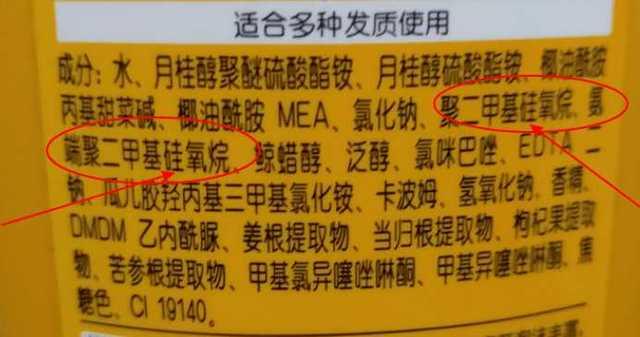 适合多种发质使用
成分：水、月桂醇聚醚硫酸酯铵、月桂醇硫酸酯铵、椰油酰胺
丙基甜菜碱、椰油酰胺 MEA、氯化钠、聚二甲基硅氧烷、氨
端聚二甲基硅氧烷、鲸蜡醇、泛醇、氯咪巴唑、EDTA 二
钠、瓜儿胶羟丙基三甲基氯化铵、卡波姆、氢氧化钠、香精、
DMDM 乙内酰脲、姜根提取物、当归根提取物、枸杞果提取
物、苦参根提取物、甲基氯异噻唑啉酮、甲基异噻唑啉酮、焦
糖色、CI 19140。